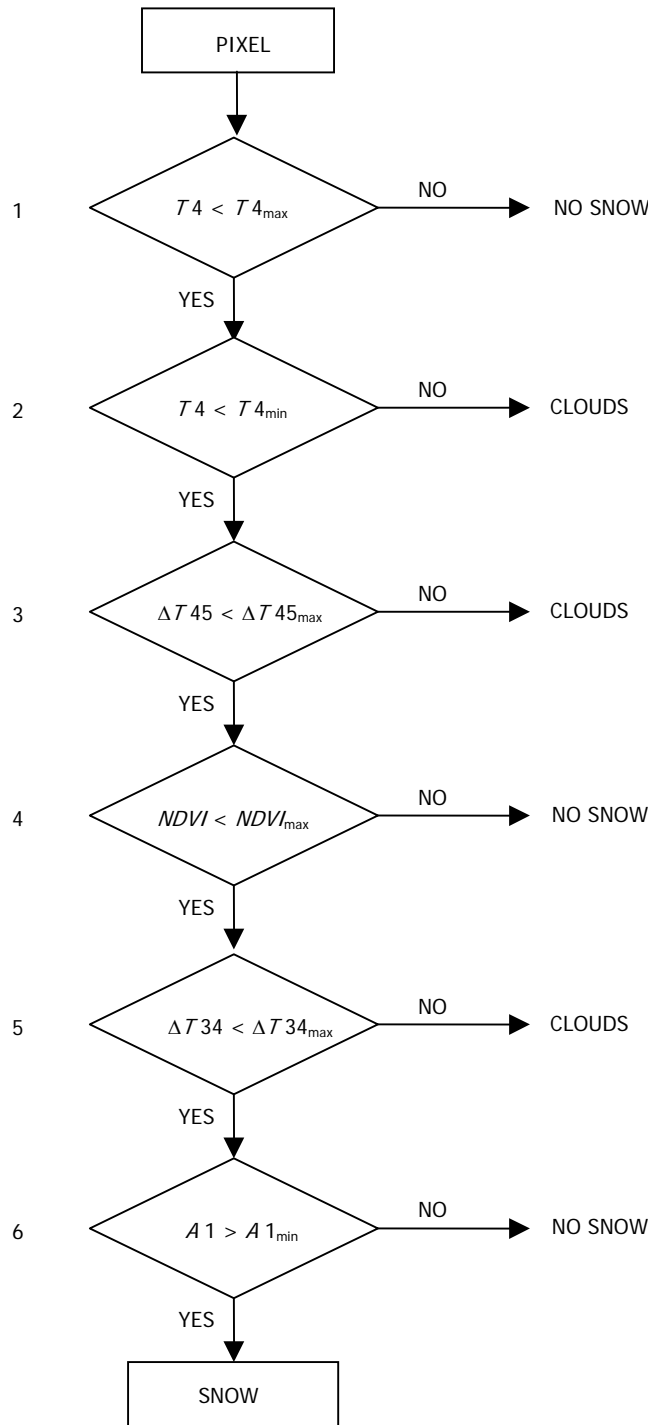 PIXEL
1 T4 < T4max NO NO SNOW
YES
2 T4 < T4min NO CLOUDS
YES
3 ΔT45 < ΔT45max NO CLOUDS
YES
4 NDVI < NDVImax NO NO SNOW
YES
5 ΔT34 < ΔT34max NO CLOUDS
YES
6 A1 > A1min NO NO SNOW
YES
SNOW